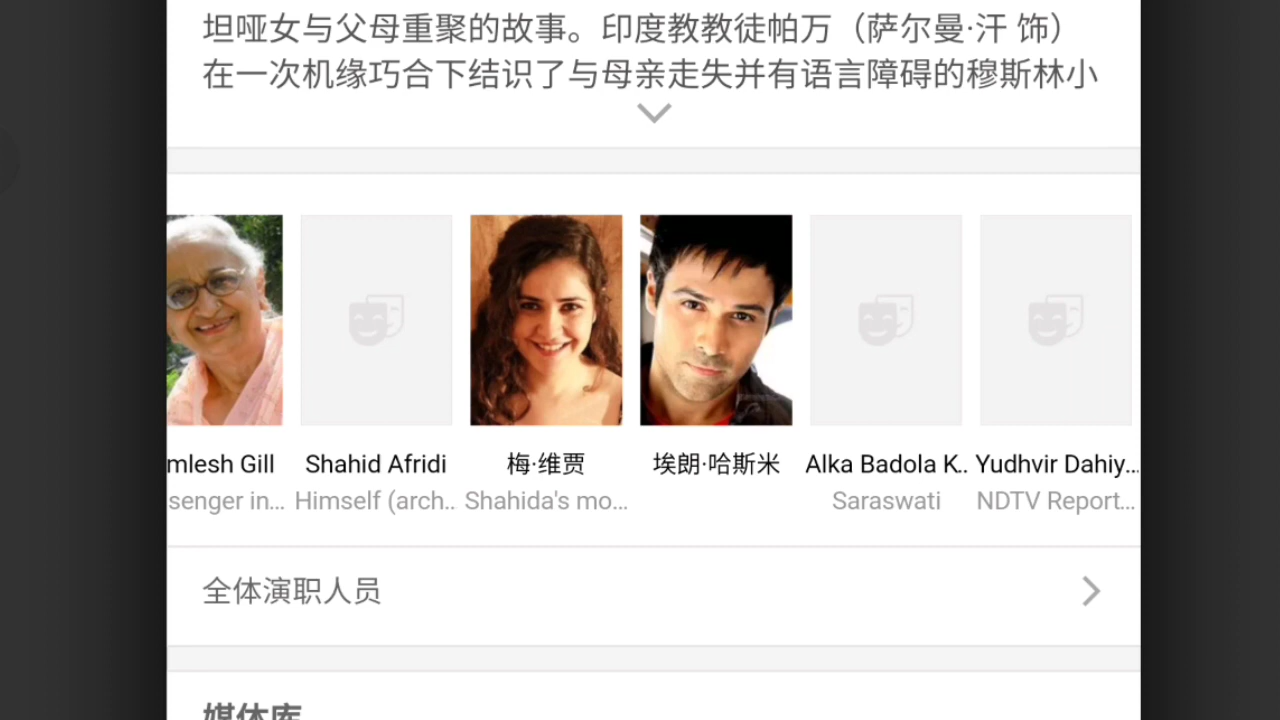 坦哑女与父母重聚的故事。印度教教徒帕万（萨尔曼·汗 饰）
在一次机缘巧合下结识了与母亲走失并有语言障碍的穆斯林小
mlesh Gill
senger in...
Shahid Afridi
Himself (arch...
梅·维贾
Shahida's mo...
埃朗·哈斯米
Alka Badola K..
Saraswati
Yudhvir Dahiy...
NDTV Report...
全体演职人员
媒体库